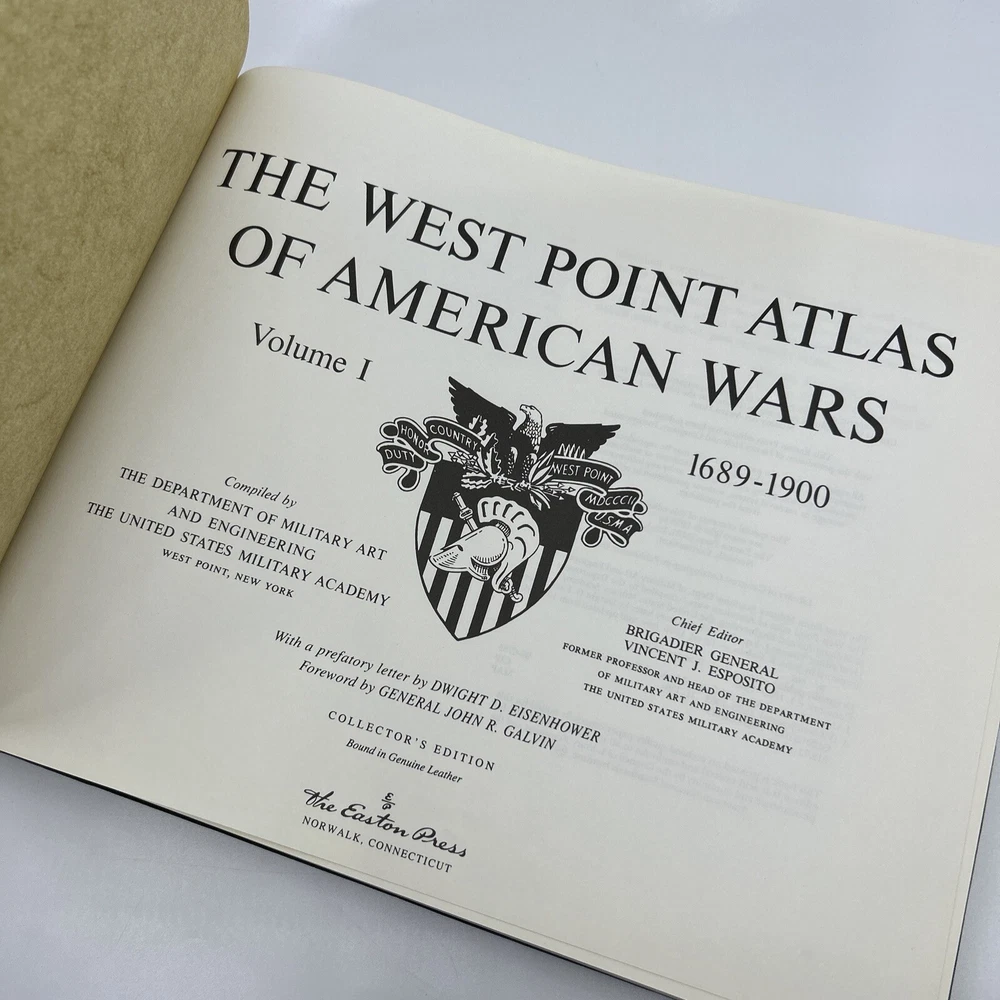 THE WEST POINT ATLAS
OF AMERICAN WARS
Volume I
1689-1900
HONOR
DUTY
COUNTRY
WEST POINT
MDCCCII
USMA
Compiled by
THE DEPARTMENT OF MILITARY ART
AND ENGINEERING
THE UNITED STATES MILITARY ACADEMY
WEST POINT, NEW YORK
Chief Editor
BRIGADIER GENERAL
VINCENT J. ESPOSITO
FORMER PROFESSOR AND HEAD OF THE DEPARTMENT
OF MILITARY ART AND ENGINEERING
THE UNITED STATES MILITARY ACADEMY
With a prefatory letter by DWIGHT D. EISENHOWER
Foreword by GENERAL JOHN R. GALVIN
COLLECTOR'S EDITION
Bound in Genuine Leather
The Easton Press
NORWALK, CONNECTICUT